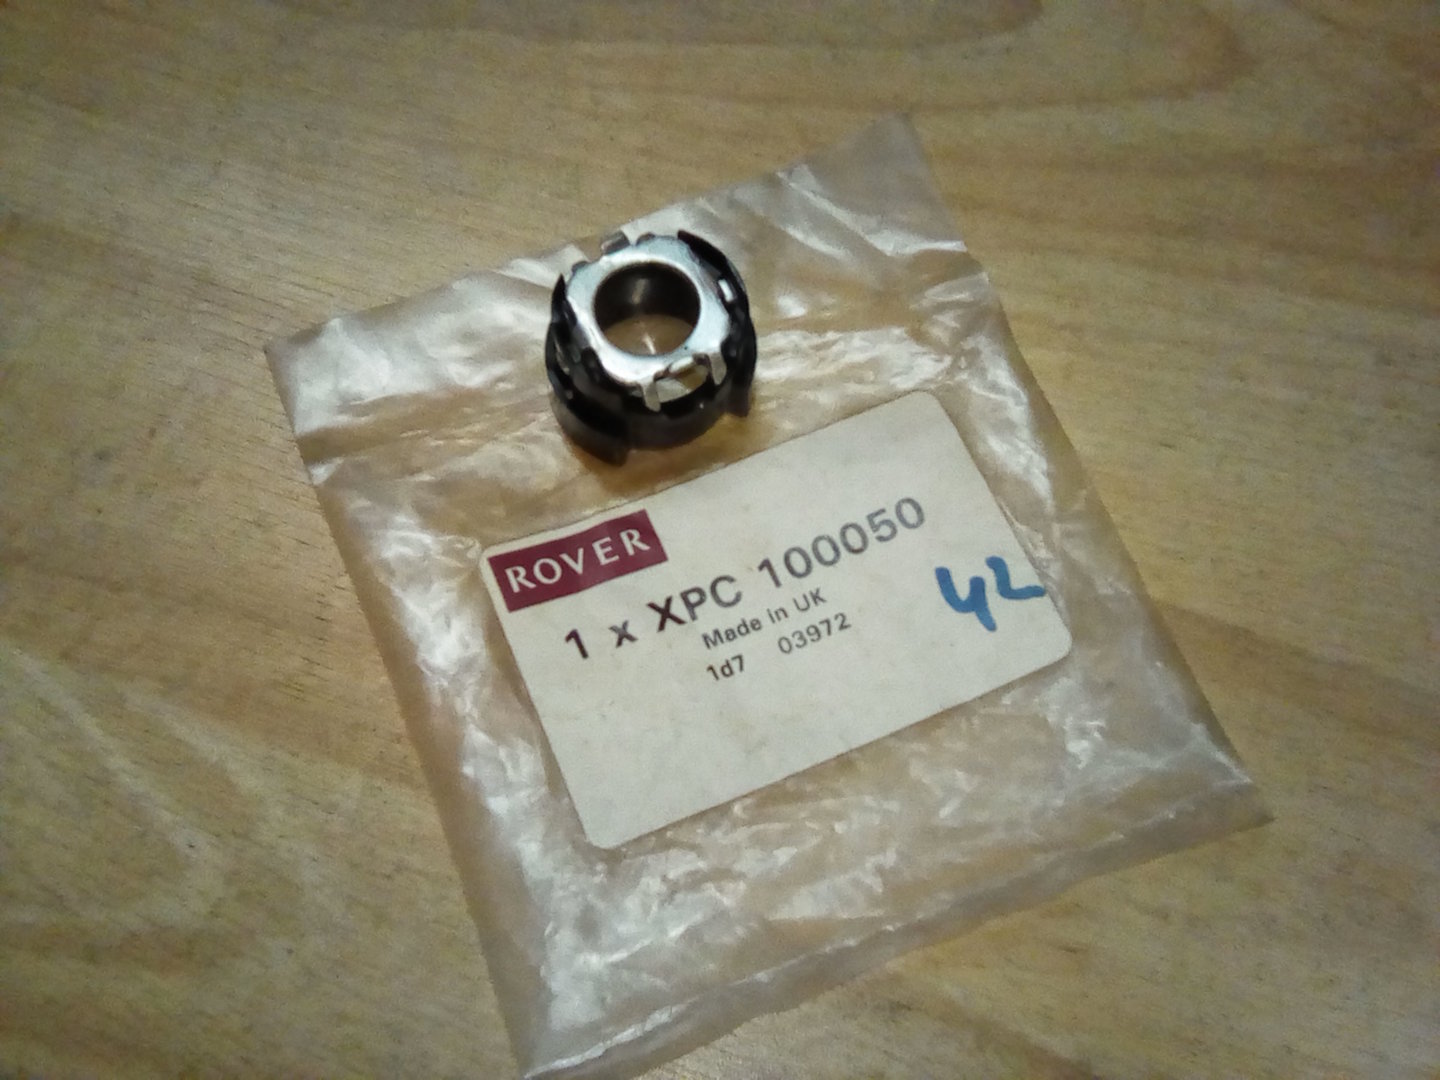 ROVER
1 x XPC 100050
Made in UK
1d7 03972
42